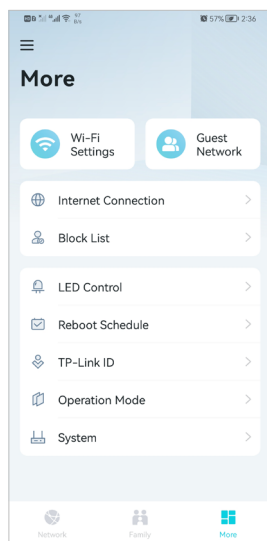 57% 2:36
More
Wi-Fi
Settings
Guest
Network
Internet Connection
Block List
LED Control
Reboot Schedule
TP-Link ID
Operation Mode
System
Network
Family
More